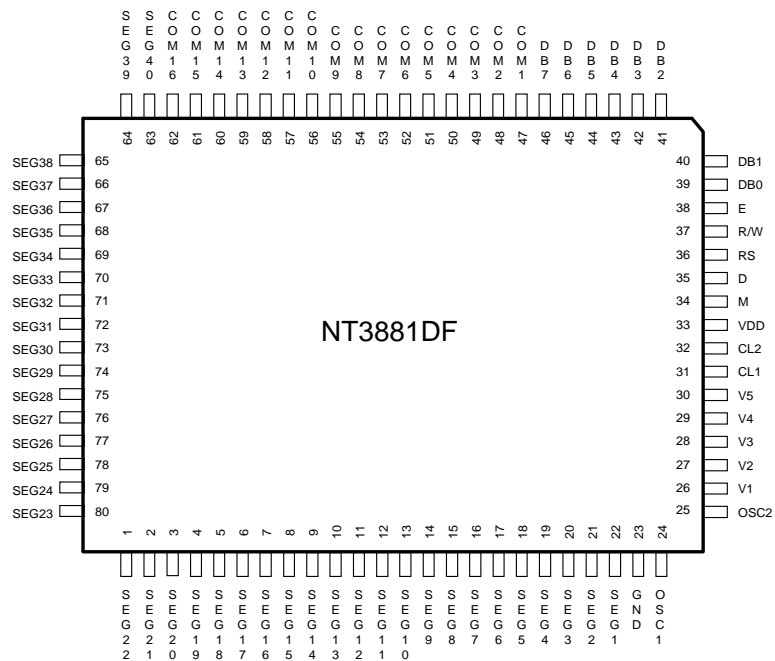 SEG39 SEG40 COM16 COM15 COM14 COM13 COM12 COM11 COM10 COM9 COM8 COM7 COM6 COM5 COM4 COM3 COM2 COM1 DB7 DB6 DB5 DB4 DB3 DB2
64 63 62 61 60 59 58 57 56 55 54 53 52 51 50 49 48 47 46 45 44 43 42 41
SEG38 65 40 DB1
SEG37 66 39 DB0
SEG36 67 38 E
SEG35 68 37 R/W
SEG34 69 36 RS
SEG33 70 35 D
SEG32 71 34 M
SEG31 72 33 VDD
NT3881DF
SEG30 73 32 CL2
SEG29 74 31 CL1
SEG28 75 30 V5
SEG27 76 29 V4
SEG26 77 28 V3
SEG25 78 27 V2
SEG24 79 26 V1
SEG23 80 25 OSC2
1 2 3 4 5 6 7 8 9 10 11 12 13 14 15 16 17 18 19 20 21 22 23 24
SEG22 SEG21 SEG20 SEG19 SEG18 SEG17 SEG16 SEG15 SEG14 SEG13 SEG12 SEG11 SEG10 SEG9 SEG8 SEG7 SEG6 SEG5 SEG4 SEG3 SEG2 SEG1 GND OSC1